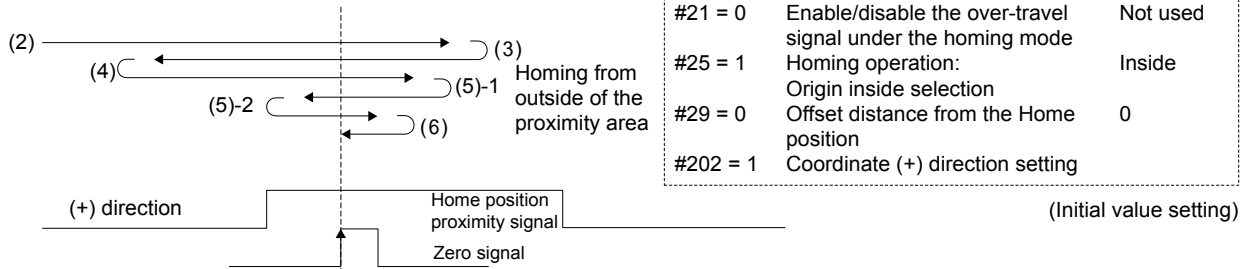 (2)
(3)
(4)
(5)-1
(5)-2
(6)
Homing from
outside of the
proximity area
(+) direction
Home position
proximity signal
Zero signal
#21 = 0 Enable/disable the over-travel Not used
signal under the homing mode
#25 = 1 Homing operation: Inside
Origin inside selection
#29 = 0 Offset distance from the Home 0
position
#202 = 1 Coordinate (+) direction setting
(Initial value setting)